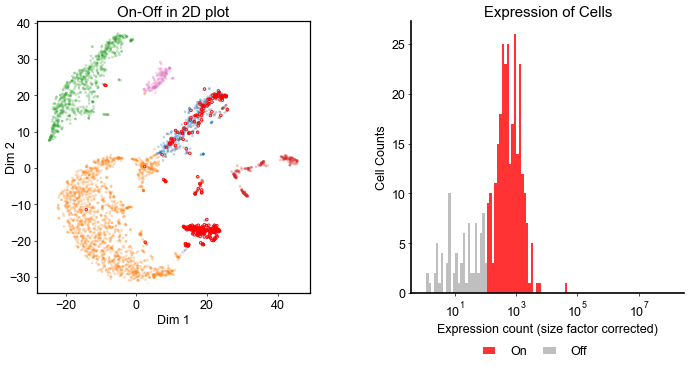 On-Off in 2D plot
Dim 2
40
30
20
10
0
−10
−20
−30
−20
0
20
40
Dim 1
Expression of Cells
Cell Counts
25
20
15
10
5
0
10^1
10^3
10^5
10^7
Expression count (size factor corrected)
On
Off